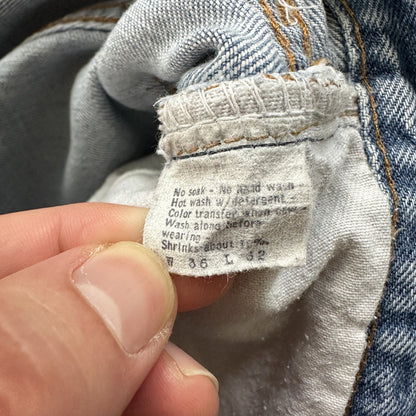 No soak - No hand wash
Hot wash w/detergent -
Color transfer when new
Wash alone before
wearing -
Shrinks about 10%.
W 36 L 32